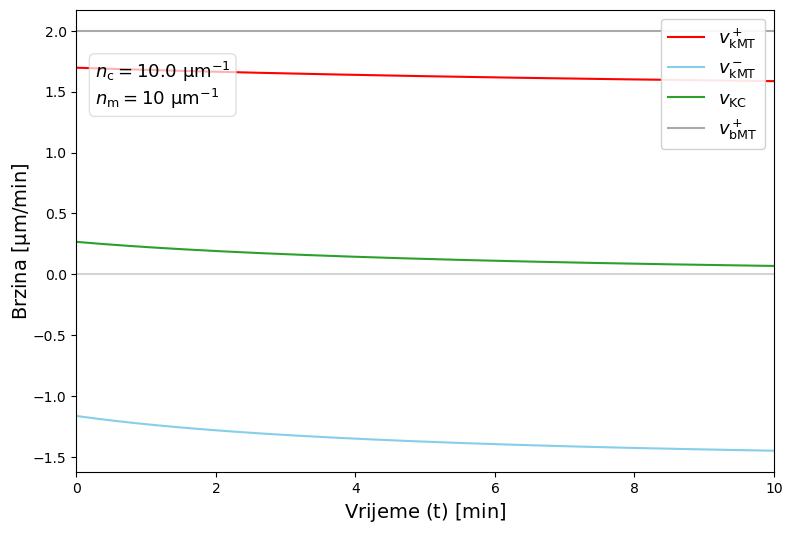 2.0
1.5
1.0
0.5
0.0
−0.5
−1.0
−1.5
Brzina [µm/min]
n_c = 10.0 µm⁻¹
n_m = 10 µm⁻¹
v⁺_kMT
v⁻_kMT
v_KC
v⁺_bMT
0 2 4 6 8 10
Vrijeme (t) [min]